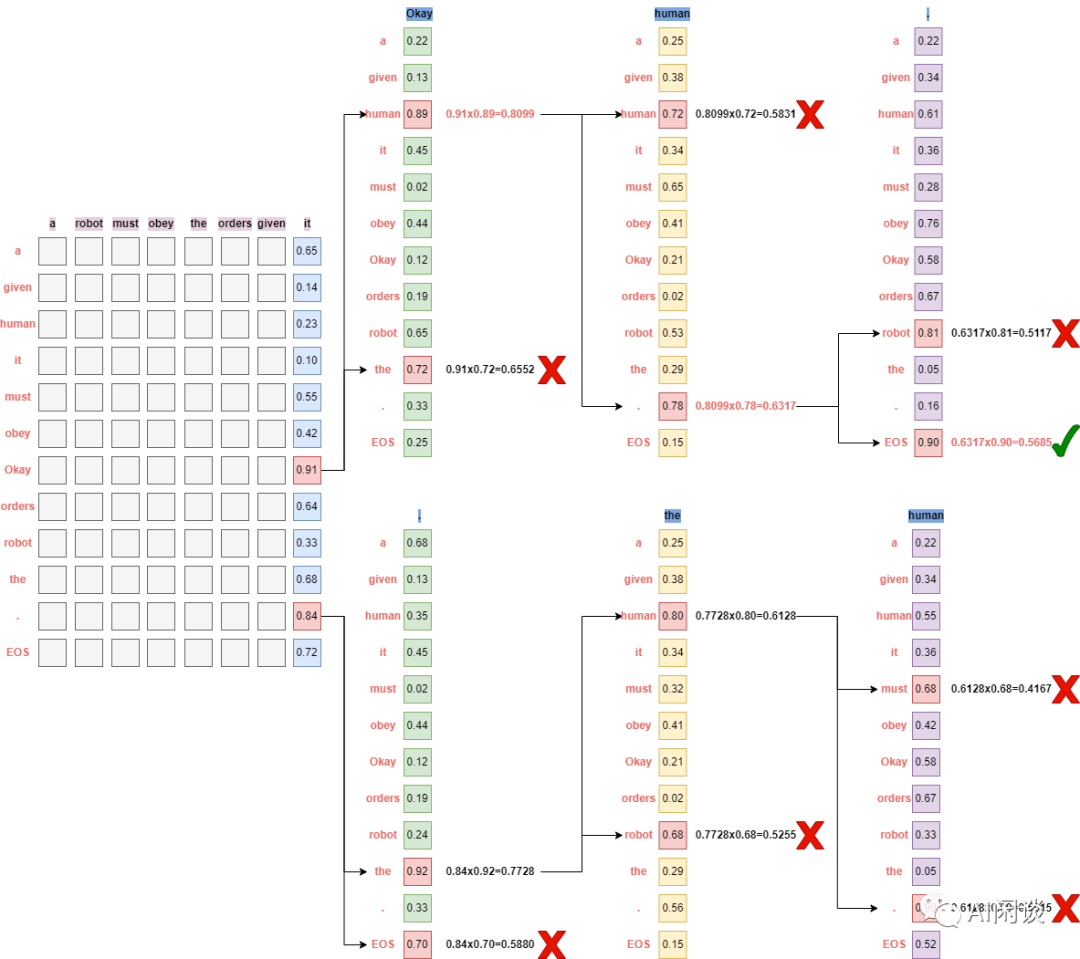 Okay human .
a 0.22 a 0.25 a 0.22
given 0.13 given 0.38 given 0.34
human 0.89 0.91x0.89=0.8099 human 0.72 0.8099x0.72=0.5831 human 0.61
it 0.45 it 0.34 it 0.36
must 0.02 must 0.65 must 0.28
a robot must obey the orders given it
obey 0.44 obey 0.41 obey 0.76
a 0.65
Okay 0.12 Okay 0.21 Okay 0.58
given 0.14
orders 0.19 orders 0.02 orders 0.67
human 0.23
robot 0.65 robot 0.53 robot 0.81 0.6317x0.81=0.5117
it 0.10
the 0.72 0.91x0.72=0.6552 the 0.29 the 0.05
must 0.55
. 0.33 . 0.78 0.8099x0.78=0.6317 . 0.16
obey 0.42
EOS 0.25 EOS 0.15 EOS 0.90 0.6317x0.90=0.5685
Okay 0.91
orders 0.64
. the human
robot 0.33
a 0.68 a 0.25 a 0.22
the 0.68
given 0.13 given 0.38 given 0.34
. 0.84
human 0.35 human 0.80 0.7728x0.80=0.6128 human 0.55
EOS 0.72
it 0.45 it 0.34 it 0.36
must 0.02 must 0.32 must 0.68 0.6128x0.68=0.4167
obey 0.44 obey 0.41 obey 0.42
Okay 0.12 Okay 0.21 Okay 0.58
orders 0.19 orders 0.02 orders 0.67
robot 0.24 robot 0.68 0.7728x0.68=0.5255 robot 0.33
the 0.92 0.84x0.92=0.7728 the 0.29 the 0.05
. 0.33 . 0.56 .
AI闲谈
EOS 0.70 0.84x0.70=0.5880 EOS 0.15 EOS 0.52